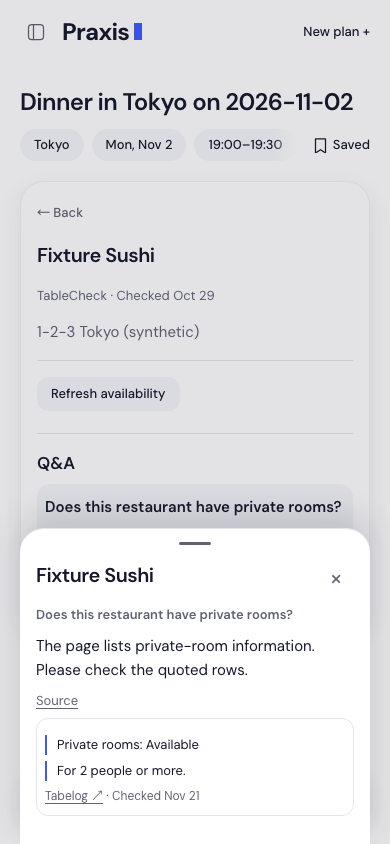 Praxis
New plan +
Dinner in Tokyo on 2026-11-02
Tokyo
Mon, Nov 2
19:00–19:30
Saved
← Back
Fixture Sushi
TableCheck · Checked Oct 29
1-2-3 Tokyo (synthetic)
Refresh availability
Q&A
Does this restaurant have private rooms?
Fixture Sushi
×
Does this restaurant have private rooms?
The page lists private-room information.
Please check the quoted rows.
Source
Private rooms: Available
For 2 people or more.
Tabelog ↗ · Checked Nov 21